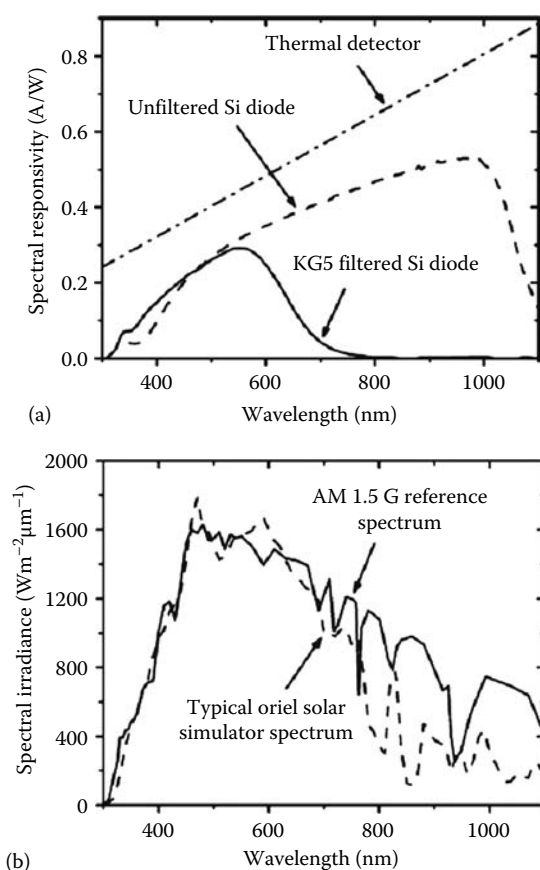 0.8
0.6
0.4
0.2
0.0
Spectral responsivity (A/W)
Thermal detector
Unfiltered Si diode
KG5 filtered Si diode
400 600 800 1000
Wavelength (nm)
(a)
2000
1600
1200
800
400
0
Spectral irradiance (Wm⁻²μm⁻¹)
AM 1.5 G reference
spectrum
Typical oriel solar
simulator spectrum
400 600 800 1000
Wavelength (nm)
(b)